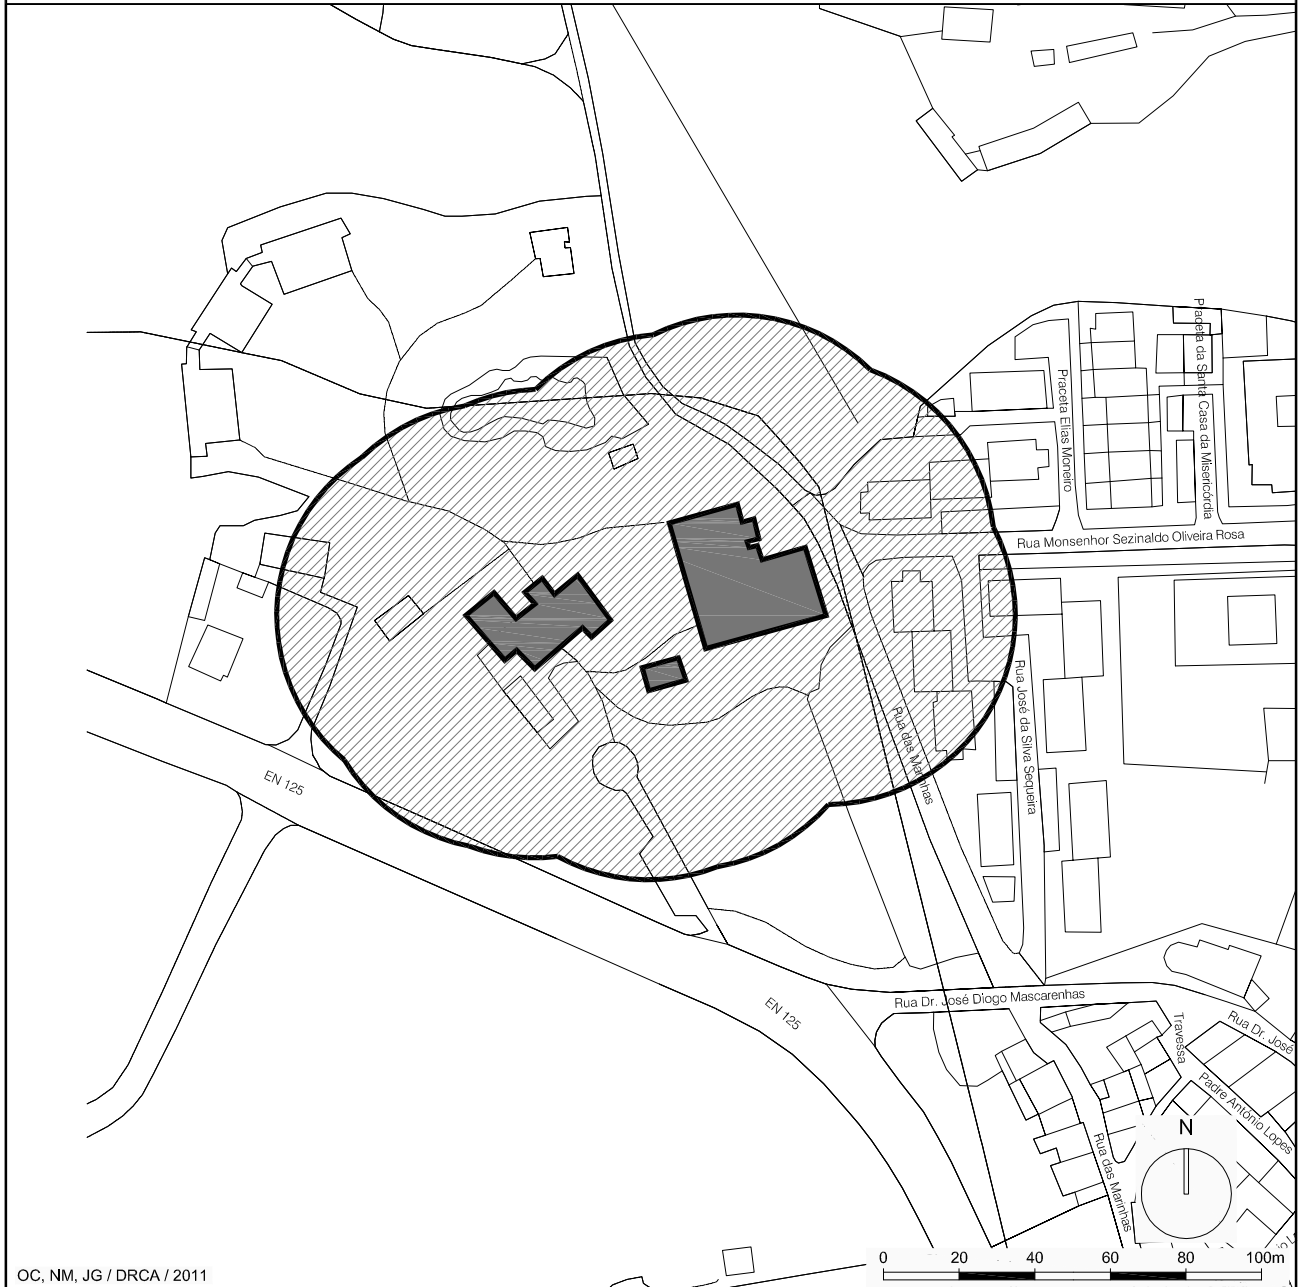 Praceta da Santa Casa da Misericórdia
Praceta Elias Moneiro
Rua Monsenhor Sezinaldo Oliveira Rosa
Rua José da Silva Sequeira
Rua das Marinhas
EN 125
EN 125
Rua Dr. José Diogo Mascarenhas
Travessa
Rua Dr. José
Padre António Lopes
Rua das Marinhas
N
0 20 40 60 80 100m
OC, NM, JG / DRCA / 2011